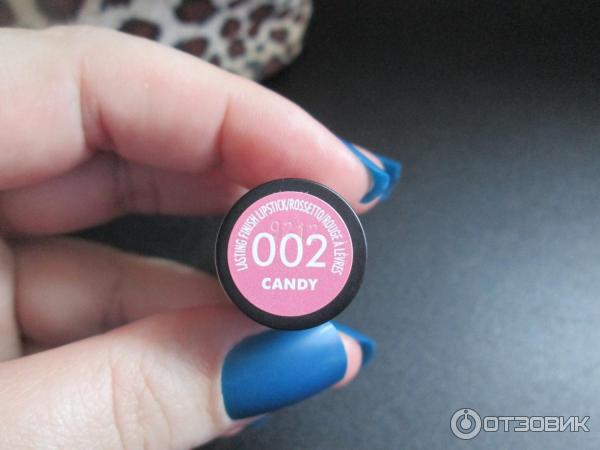 LASTING FINISH LIPSTICK/ROSSETTO/ROUGE À LÈVRES
002
CANDY
ОТЗОВИК